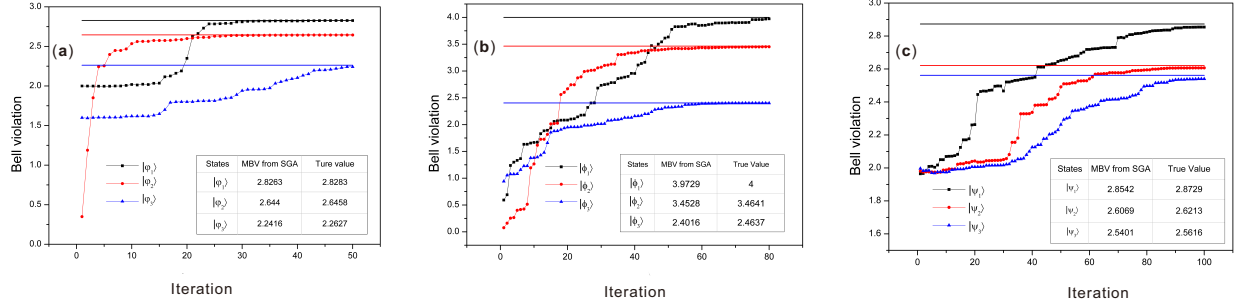 (a)
3.0
2.5
2.0
1.5
1.0
0.5
0.0
Bell violation
0 10 20 30 40 50
Iteration
|φ₁⟩
|φ₂⟩
|φ₃⟩
States MBV from SGA Ture value
|φ₁⟩ 2.8263 2.8283
|φ₂⟩ 2.644 2.6458
|φ₃⟩ 2.2416 2.2627
(b)
4.0
3.5
3.0
2.5
2.0
1.5
1.0
0.5
0.0
Bell violation
0 20 40 60 80
Iteration
|ϕ₁⟩
|ϕ₂⟩
|ϕ₃⟩
States MBV from SGA True Value
|ϕ₁⟩ 3.9729 4
|ϕ₂⟩ 3.4528 3.4641
|ϕ₃⟩ 2.4016 2.4637
(c)
3.0
2.8
2.6
2.4
2.2
2.0
1.8
1.6
Bell violation
0 20 40 60 80 100
Iteration
|ψ₁⟩
|ψ₂⟩
|ψ₃⟩
States MBV from SGA True Value
|ψ₁⟩ 2.8542 2.8729
|ψ₂⟩ 2.6069 2.6213
|ψ₃⟩ 2.5401 2.5616